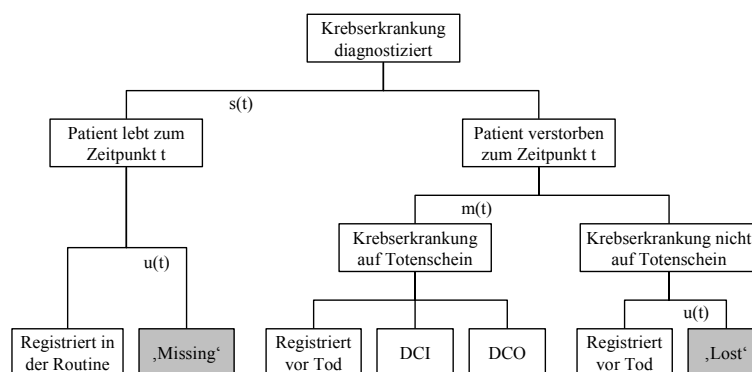 Krebserkrankung
diagnostiziert
s(t)
Patient lebt zum
Zeitpunkt t
Patient verstorben
zum Zeitpunkt t
m(t)
Krebserkrankung
auf Totenschein
Krebserkrankung nicht
auf Totenschein
u(t)
u(t)
Registriert in
der Routine
‚Missing‘
Registriert
vor Tod
DCI
DCO
Registriert
vor Tod
‚Lost‘